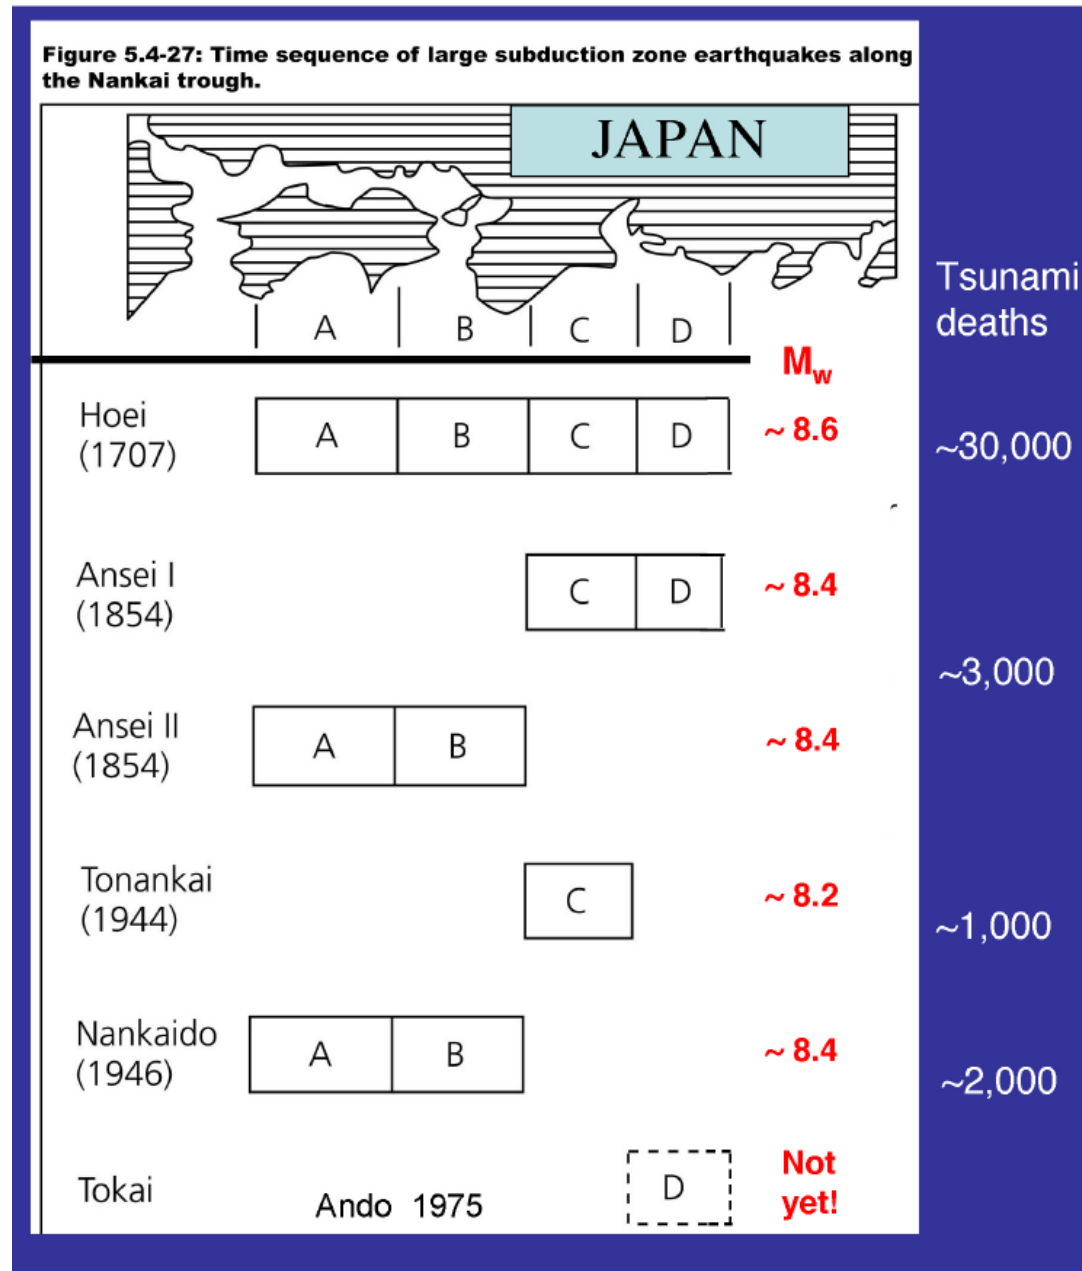 Figure 5.4-27: Time sequence of large subduction zone earthquakes along
the Nankai trough.
JAPAN
Tsunami
deaths
A B C D
Mw
Hoei
(1707)
A B C D
~ 8.6
~30,000
Ansei I
(1854)
C D
~ 8.4
~3,000
Ansei II
(1854)
A B
~ 8.4
Tonankai
(1944)
C
~ 8.2
~1,000
Nankaido
(1946)
A B
~ 8.4
~2,000
Tokai
Ando 1975
D
Not
yet!